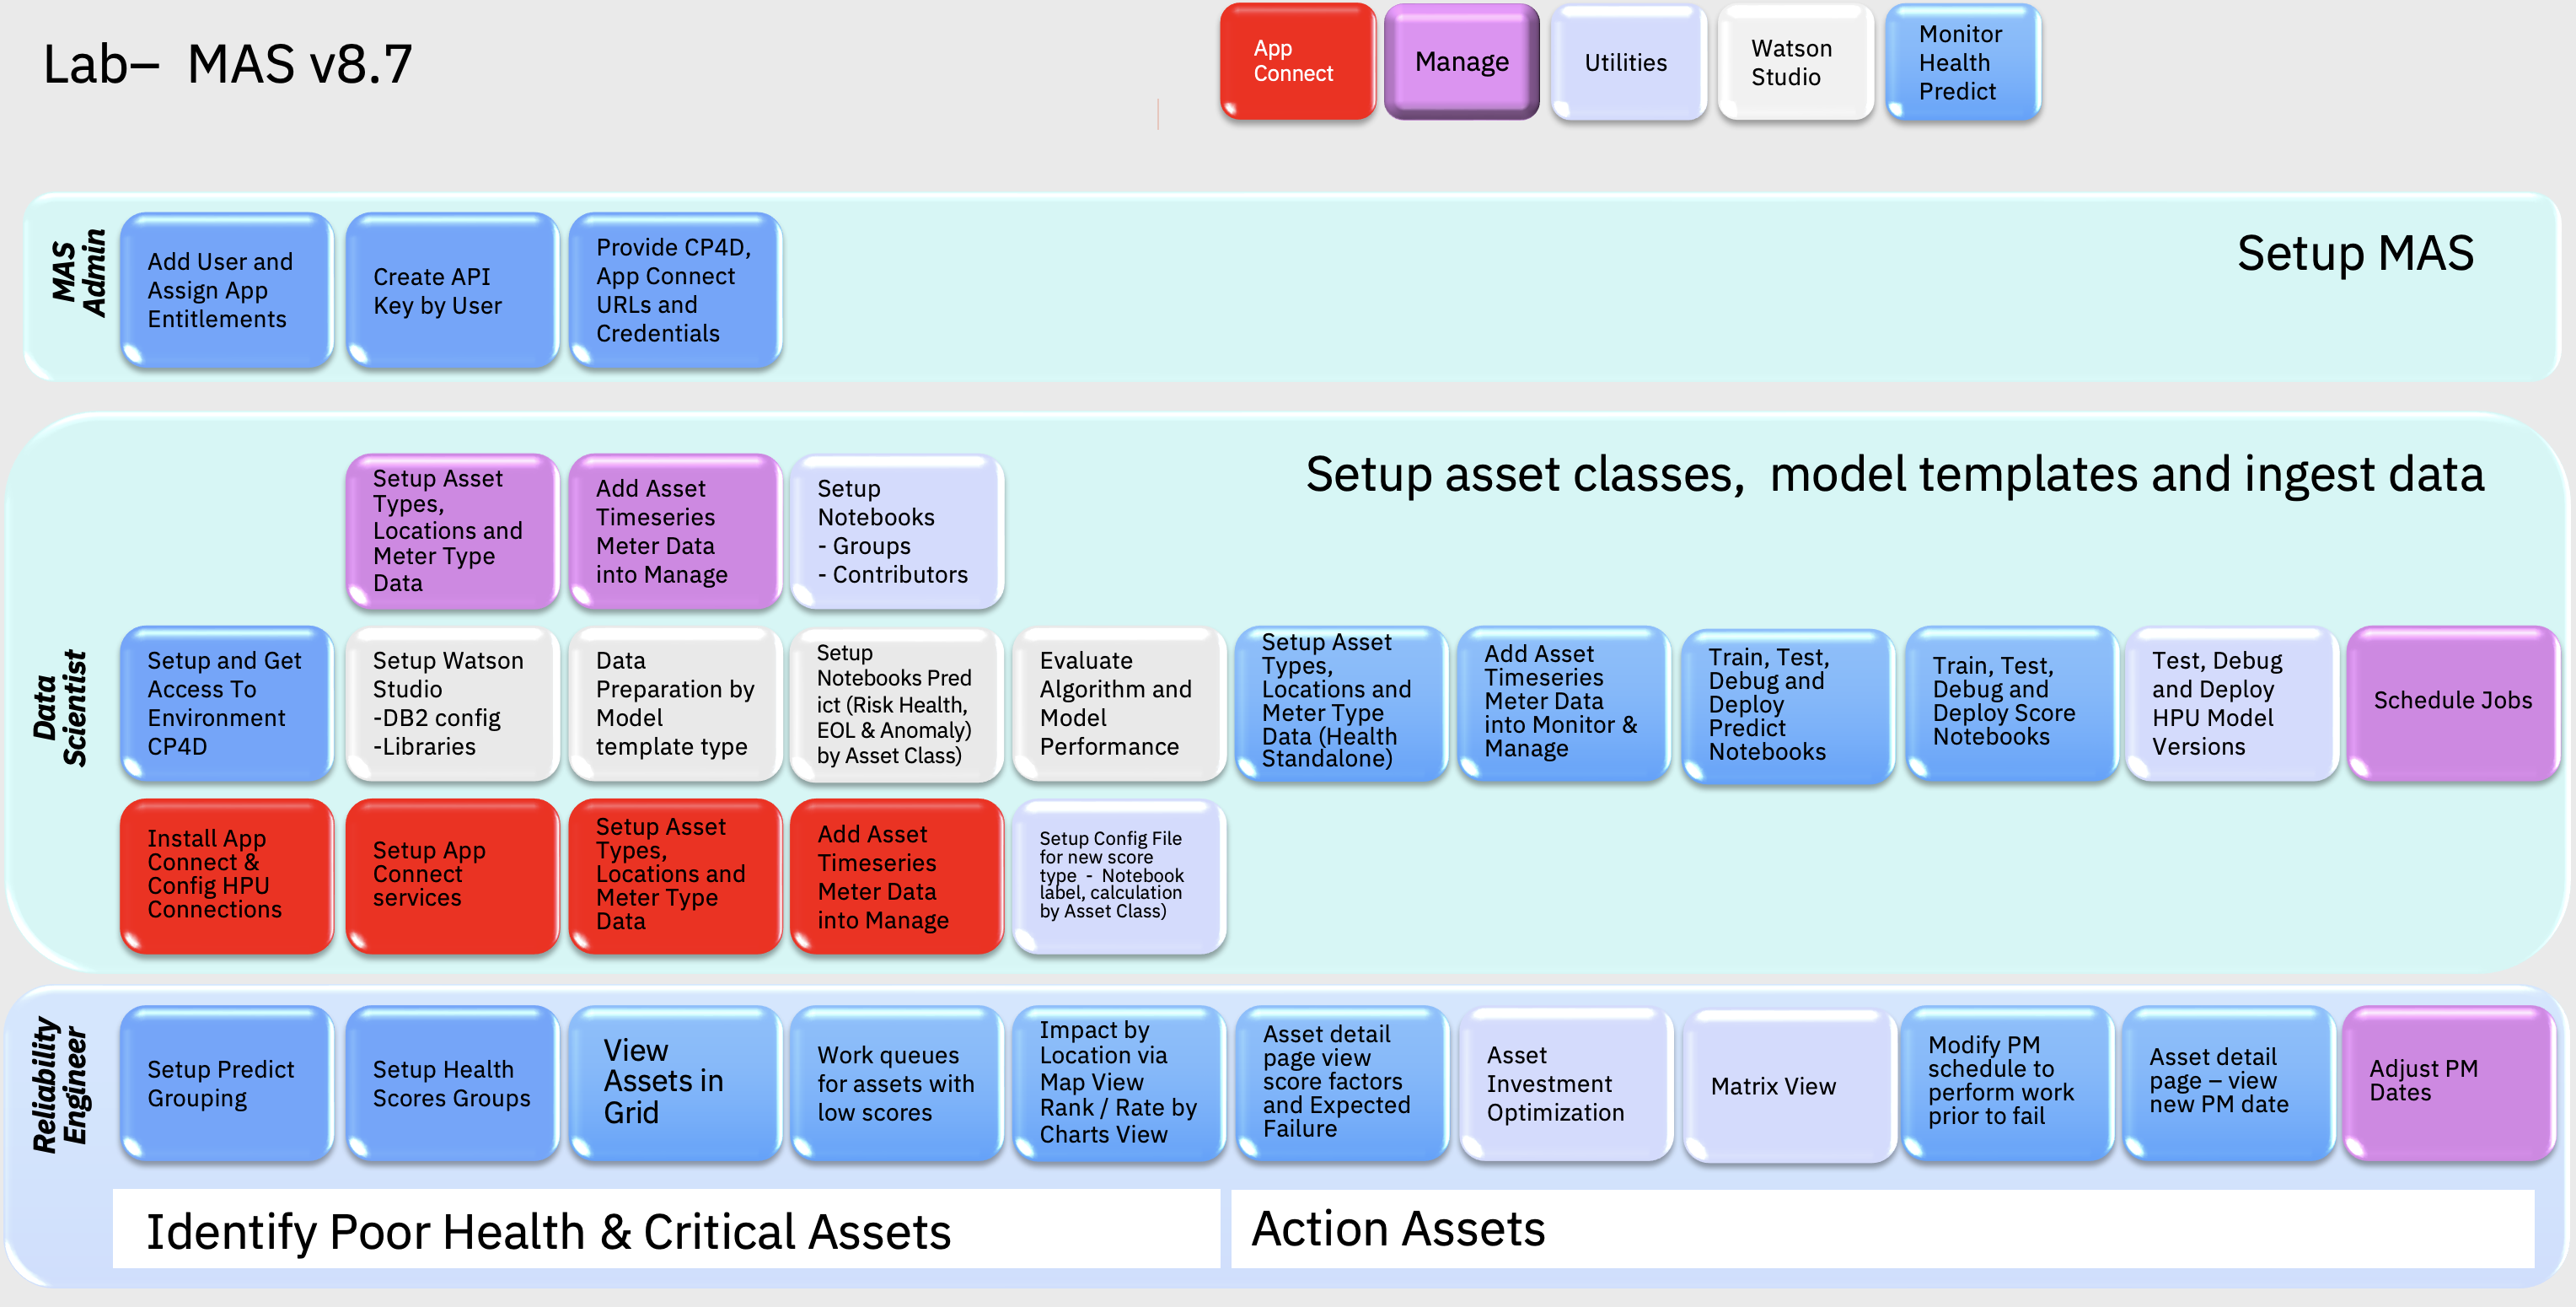 Lab–  MAS v8.7
App
Connect
Manage
Utilities
Watson
Studio
Monitor
Health
Predict
MAS
Admin
Add User and
Assign App
Entitlements
Create API
Key by User
Provide CP4D,
App Connect
URLs and
Credentials
Setup MAS
Setup asset classes,  model templates and ingest data
Data
Scientist
Setup Asset
Types,
Locations and
Meter Type
Data
Add Asset
Timeseries
Meter Data
into Manage
Setup
Notebooks
- Groups
- Contributors
Setup and Get
Access To
Environment
CP4D
Setup Watson
Studio
-DB2 config
-Libraries
Data
Preparation by
Model
template type
Setup
Notebooks Pred
ict (Risk Health,
EOL & Anomaly)
by Asset Class)
Evaluate
Algorithm and
Model
Performance
Setup Asset
Types,
Locations and
Meter Type
Data (Health
Standalone)
Add Asset
Timeseries
Meter Data
into Monitor &
Manage
Train, Test,
Debug and
Deploy
Predict
Notebooks
Train, Test,
Debug and
Deploy Score
Notebooks
Test, Debug
and Deploy
HPU Model
Versions
Schedule Jobs
Install App
Connect &
Config HPU
Connections
Setup App
Connect
services
Setup Asset
Types,
Locations and
Meter Type
Data
Add Asset
Timeseries
Meter Data
into Manage
Setup Config File
for new score
type  -  Notebook
label, calculation
by Asset Class)
Reliability
Engineer
Setup Predict
Grouping
Setup Health
Scores Groups
View
Assets in
Grid
Work queues
for assets with
low scores
Impact by
Location via
Map View
Rank / Rate by
Charts View
Asset detail
page view
score factors
and Expected
Failure
Asset
Investment
Optimization
Matrix View
Modify PM
schedule to
perform work
prior to fail
Asset detail
page – view
new PM date
Adjust PM
Dates
Identify Poor Health & Critical Assets
Action Assets